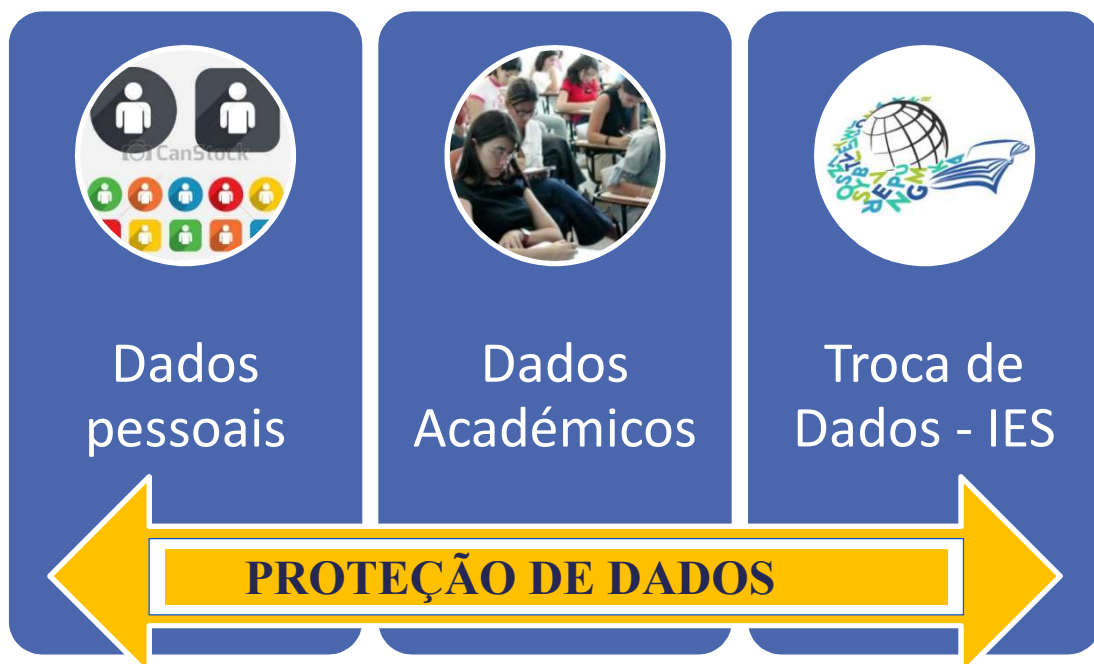 CanStock
Dados
pessoais
Dados
Académicos
Troca de
Dados - IES
PROTEÇÃO DE DADOS